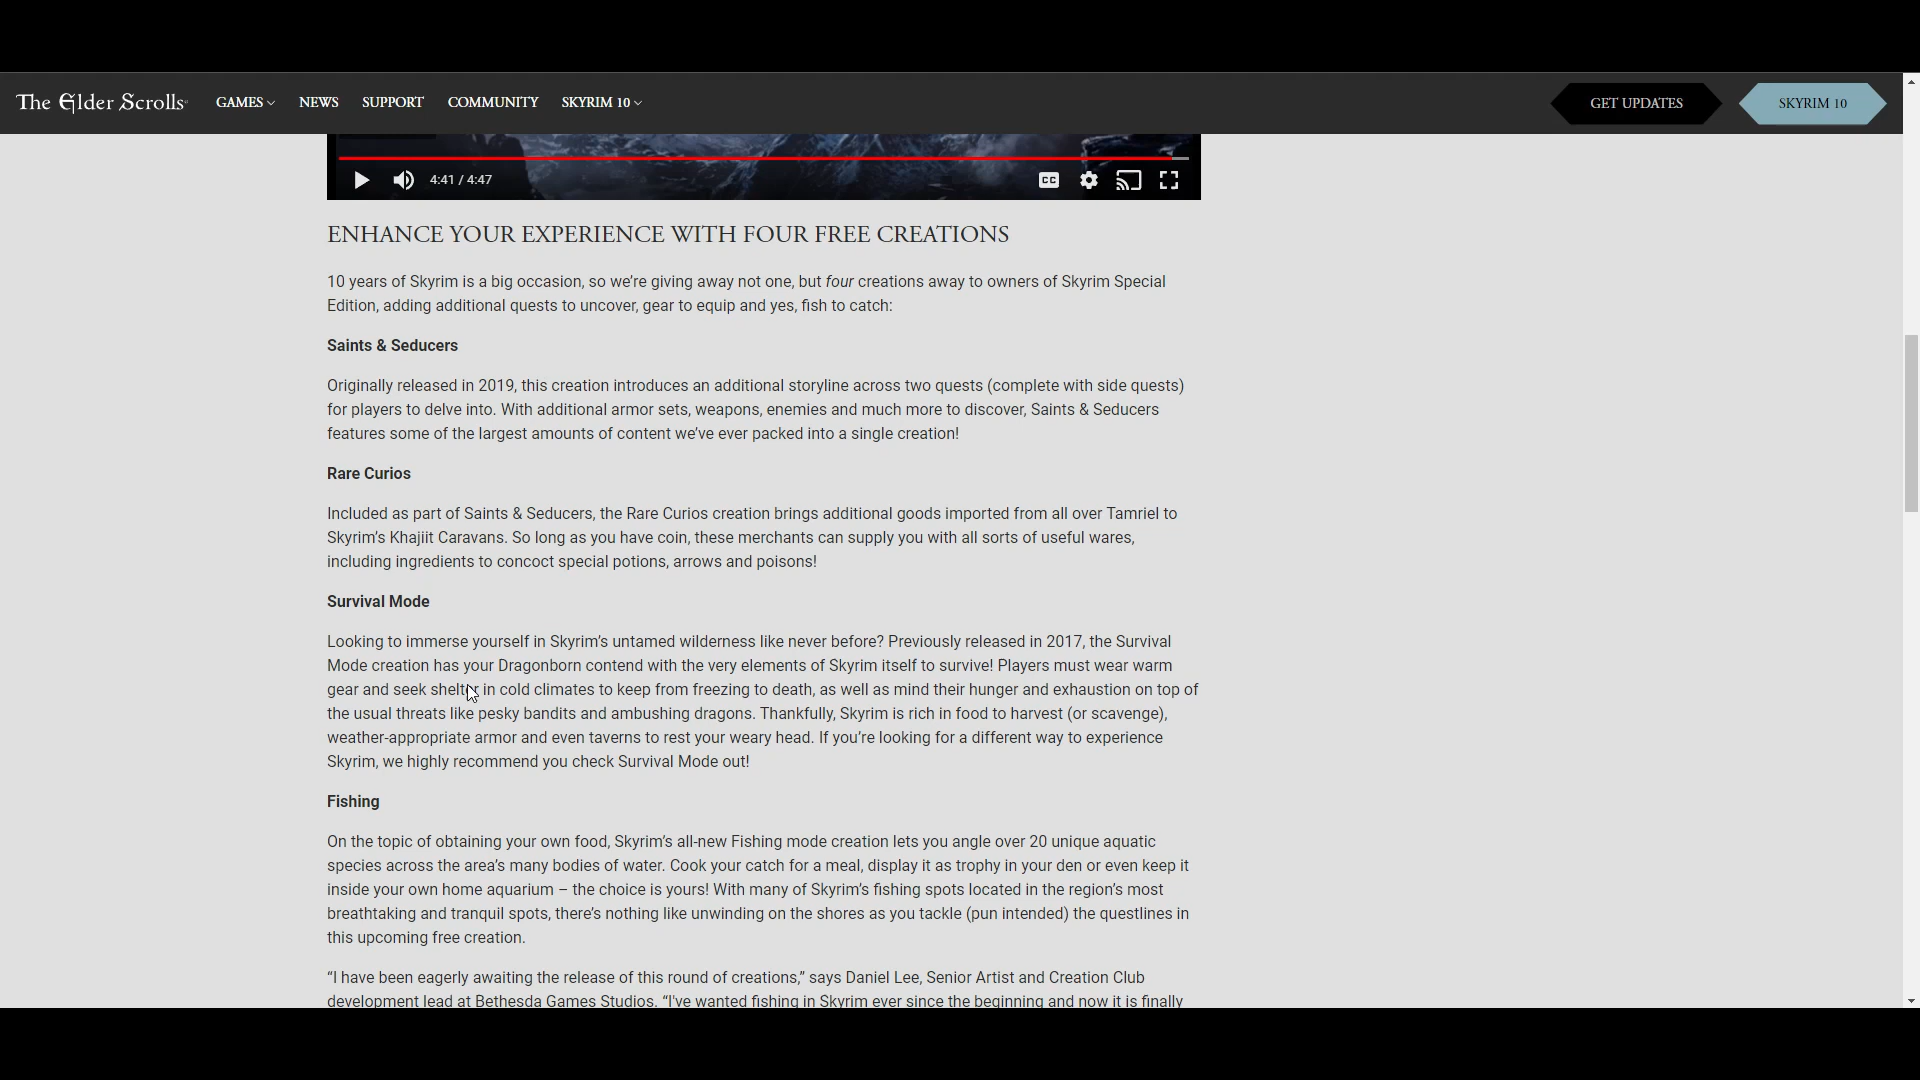 The Elder Scrolls GAMES NEWS SUPPORT COMMUNITY SKYRIM 10 GET UPDATES SKYRIM 10
4:41 / 4:47 CC
ENHANCE YOUR EXPERIENCE WITH FOUR FREE CREATIONS
10 years of Skyrim is a big occasion, so we’re giving away not one, but four creations away to owners of Skyrim Special
Edition, adding additional quests to uncover, gear to equip and yes, fish to catch:
Saints & Seducers
Originally released in 2019, this creation introduces an additional storyline across two quests (complete with side quests)
for players to delve into. With additional armor sets, weapons, enemies and much more to discover, Saints & Seducers
features some of the largest amounts of content we’ve ever packed into a single creation!
Rare Curios
Included as part of Saints & Seducers, the Rare Curios creation brings additional goods imported from all over Tamriel to
Skyrim’s Khajiit Caravans. So long as you have coin, these merchants can supply you with all sorts of useful wares,
including ingredients to concoct special potions, arrows and poisons!
Survival Mode
Looking to immerse yourself in Skyrim’s untamed wilderness like never before? Previously released in 2017, the Survival
Mode creation has your Dragonborn contend with the very elements of Skyrim itself to survive! Players must wear warm
gear and seek shelter in cold climates to keep from freezing to death, as well as mind their hunger and exhaustion on top of
the usual threats like pesky bandits and ambushing dragons. Thankfully, Skyrim is rich in food to harvest (or scavenge),
weather-appropriate armor and even taverns to rest your weary head. If you’re looking for a different way to experience
Skyrim, we highly recommend you check Survival Mode out!
Fishing
On the topic of obtaining your own food, Skyrim’s all-new Fishing mode creation lets you angle over 20 unique aquatic
species across the area’s many bodies of water. Cook your catch for a meal, display it as trophy in your den or even keep it
inside your own home aquarium – the choice is yours! With many of Skyrim’s fishing spots located in the region’s most
breathtaking and tranquil spots, there’s nothing like unwinding on the shores as you tackle (pun intended) the questlines in
this upcoming free creation.
“I have been eagerly awaiting the release of this round of creations,” says Daniel Lee, Senior Artist and Creation Club
development lead at Bethesda Games Studios. “I've wanted fishing in Skyrim ever since the beginning and now it is finally